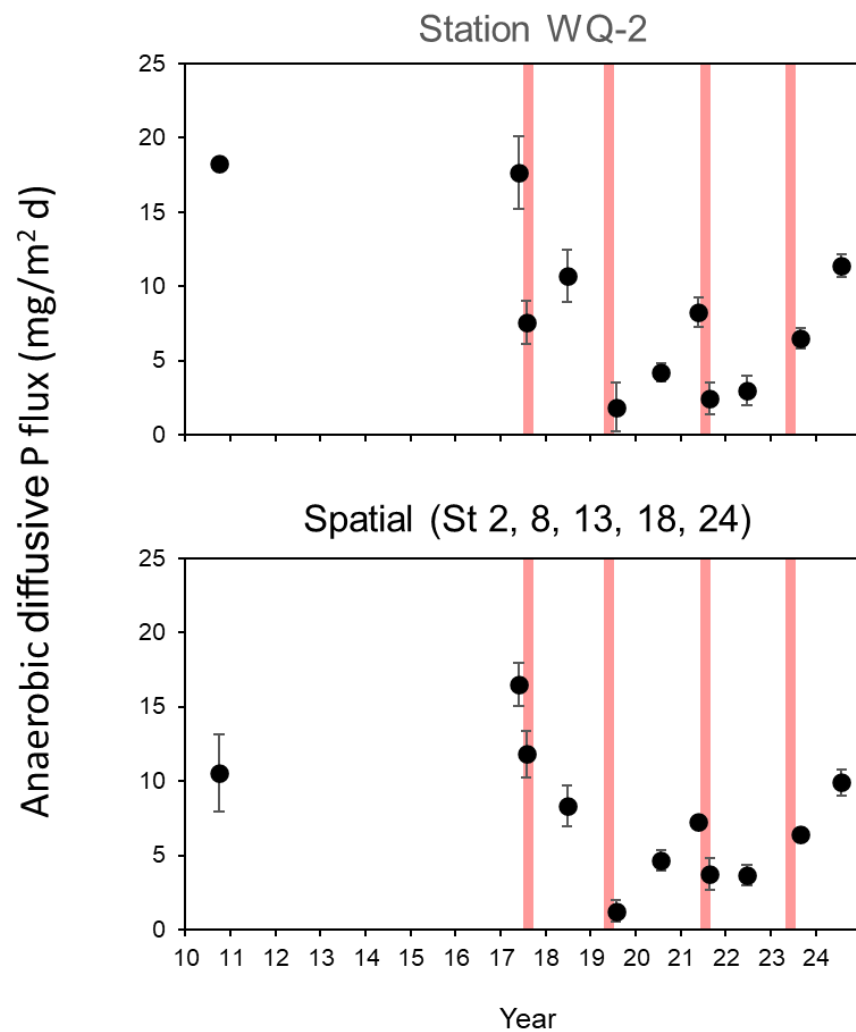 Station WQ-2
25
20
15
10
5
0
Anaerobic diffusive P flux (mg/m² d)
Spatial (St 2, 8, 13, 18, 24)
25
20
15
10
5
0
10 11 12 13 14 15 16 17 18 19 20 21 22 23 24
Year